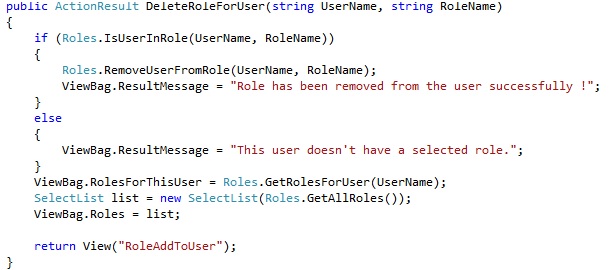 public ActionResult DeleteRoleForUser(string UserName, string RoleName)
{
    if (Roles.IsUserInRole(UserName, RoleName))
    {
        Roles.RemoveUserFromRole(UserName, RoleName);
        ViewBag.ResultMessage = "Role has been removed from the user successfully !";
    }
    else
    {
        ViewBag.ResultMessage = "This user doesn't have a selected role.";
    }
    ViewBag.RolesForThisUser = Roles.GetRolesForUser(UserName);
    SelectList list = new SelectList(Roles.GetAllRoles());
    ViewBag.Roles = list;

    return View("RoleAddToUser");
}